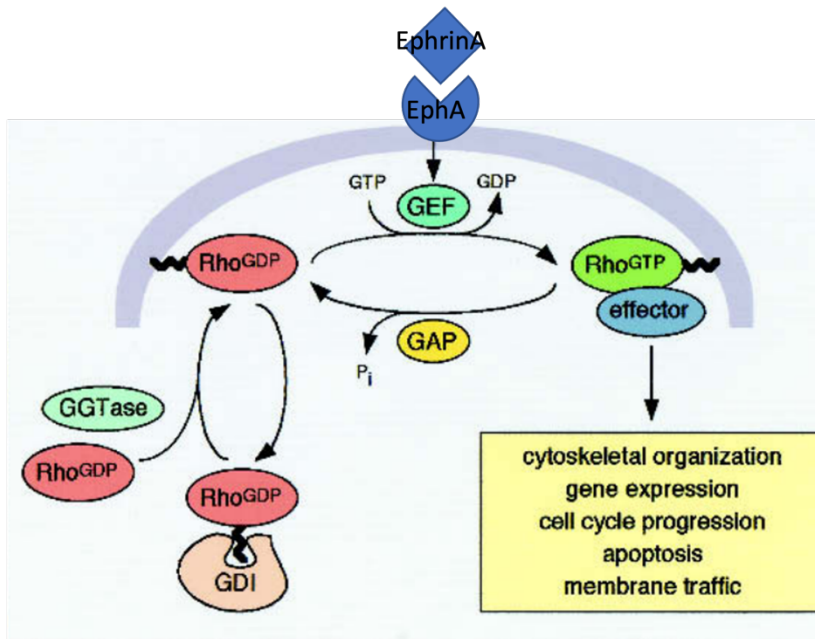 EphrinA
EphA
GTP
GDP
GEF
RhoGDP
RhoGTP
effector
GAP
Pi
GGTase
RhoGDP
RhoGDP
GDI
cytoskeletal organization
gene expression
cell cycle progression
apoptosis
membrane traffic